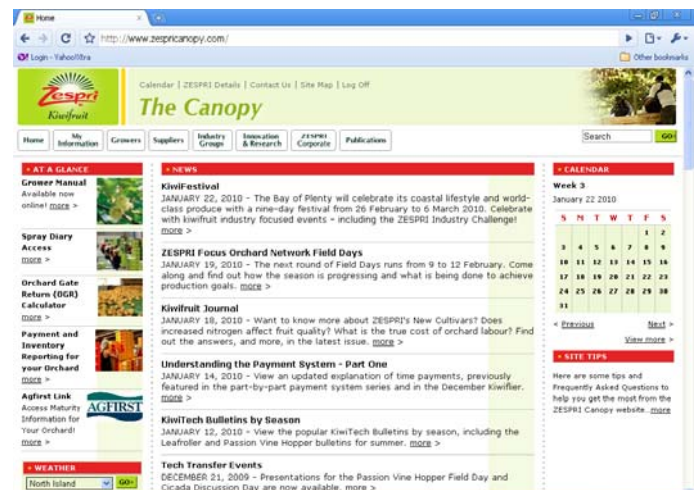 Home
http://www.zespricanopy.com/
Login - Yahoo!Xtra
Other bookmarks
Zespri
Kiwifruit
Calendar | ZESPRI Details | Contact Us | Site Map | Log Off
The Canopy
Home
My Information
Growers
Suppliers
Industry Groups
Innovation & Research
ZESPRI Corporate
Publications
Search
GO
AT A GLANCE
Grower Manual
Available now
online! more >
Spray Diary
Access
more >
Orchard Gate
Return (OGR)
Calculator
more >
Payment and
Inventory
Reporting for
your Orchard
more >
Agfirst Link
Access Maturity
Information for
Your Orchard!
more >
AGFIRST
WEATHER
North Island
GO
NEWS
KiwiFestival
JANUARY 22, 2010 - The Bay of Plenty will celebrate its coastal lifestyle and world-
class produce with a nine-day festival from 26 February to 6 March 2010. Celebrate
with kiwifruit industry focused events - including the ZESPRI Industry Challenge!
more >
ZESPRI Focus Orchard Network Field Days
JANUARY 19, 2010 - The next round of Field Days runs from 9 to 12 February. Come
along and find out how the season is progressing and what is being done to achieve
production goals. more >
Kiwifruit Journal
JANUARY 18, 2010 - Want to know more about ZESPRI's New Cultivars? Does
increased nitrogen affect fruit quality? What is the true cost of orchard labour? Find
out the answers, and more, in the latest issue. more >
Understanding the Payment System - Part One
JANUARY 14, 2010 - View an updated explanation of time payments, previously
featured in the part-by-part payment system series and in the December Kiwiflier.
more >
KiwiTech Bulletins by Season
JANUARY 12, 2010 - View the popular KiwiTech Bulletins by season, including the
Leafroller and Passion Vine Hopper bulletins for summer. more >
Tech Transfer Events
DECEMBER 21, 2009 - Presentations for the Passion Vine Hopper Field Day and
Cicada Discussion Day are now available. more >
CALENDAR
Week 3
January 22 2010
S M T W T F S
1 2
3 4 5 6 7 8 9
10 11 12 13 14 15 16
17 18 19 20 21 22 23
24 25 26 27 28 29 30
31
< Previous Next >
View more >
SITE TIPS
Here are some tips and
Frequently Asked Questions to
help you get the most from the
ZESPRI Canopy website...more